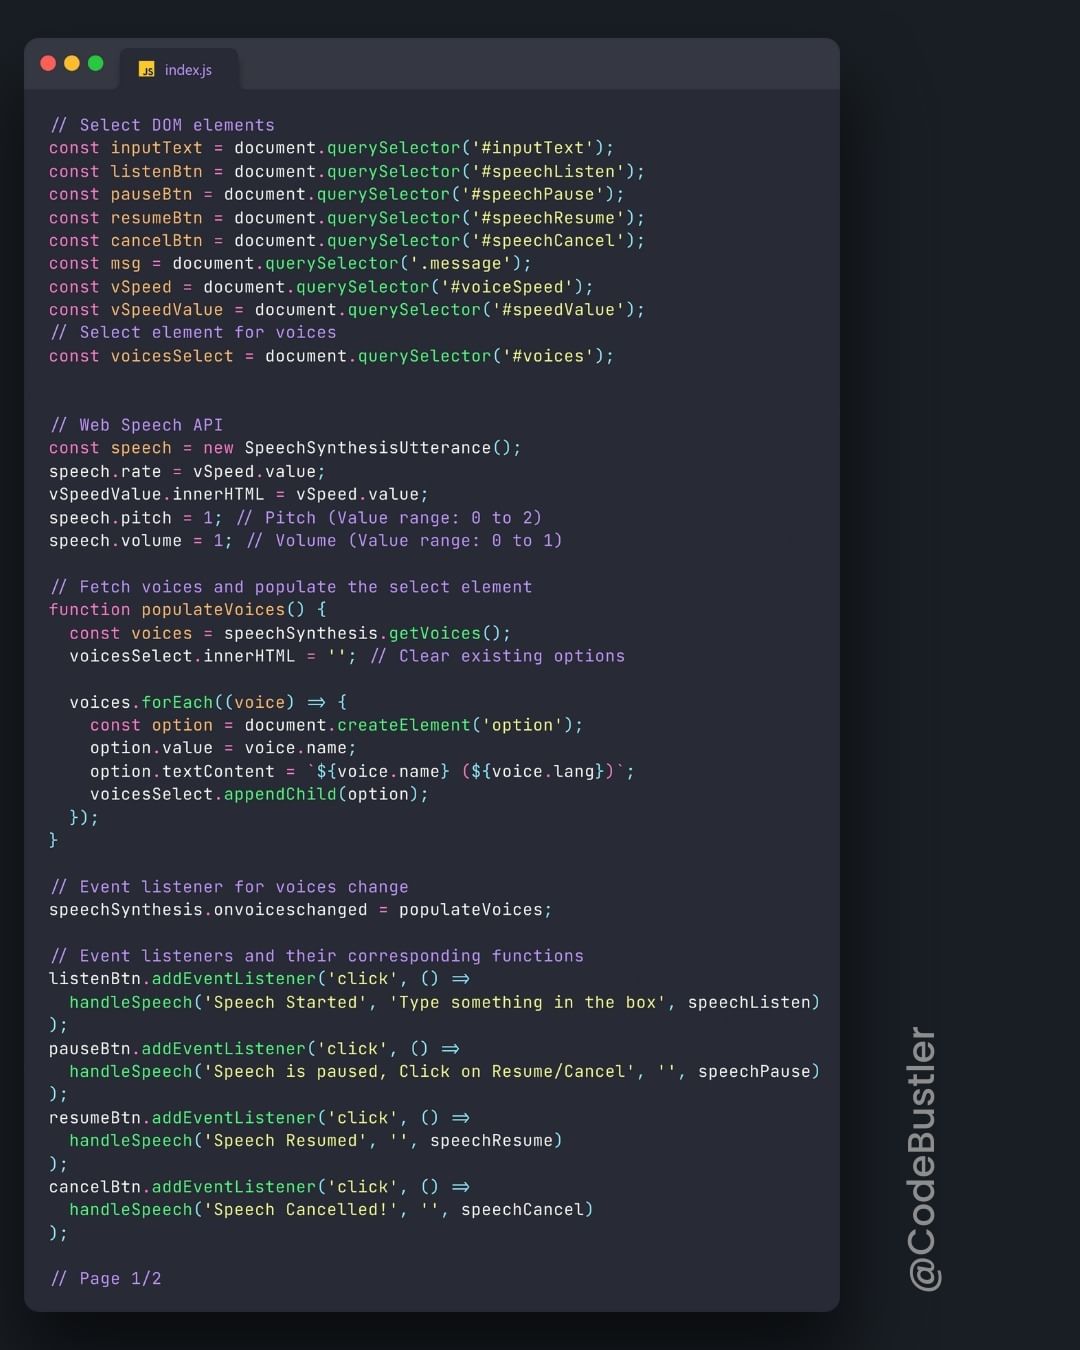 index.js
// Select DOM elements
const inputText = document.querySelector('#inputText');
const listenBtn = document.querySelector('#speechListen');
const pauseBtn = document.querySelector('#speechPause');
const resumeBtn = document.querySelector('#speechResume');
const cancelBtn = document.querySelector('#speechCancel');
const msg = document.querySelector('.message');
const vSpeed = document.querySelector('#voiceSpeed');
const vSpeedValue = document.querySelector('#speedValue');
// Select element for voices
const voicesSelect = document.querySelector('#voices');
// Web Speech API
const speech = new SpeechSynthesisUtterance();
speech.rate = vSpeed.value;
vSpeedValue.innerHTML = vSpeed.value;
speech.pitch = 1; // Pitch (Value range: 0 to 2)
speech.volume = 1; // Volume (Value range: 0 to 1)
// Fetch voices and populate the select element
function populateVoices() {
  const voices = speechSynthesis.getVoices();
  voicesSelect.innerHTML = ''; // Clear existing options
  voices.forEach((voice) => {
    const option = document.createElement('option');
    option.value = voice.name;
    option.textContent = `${voice.name} (${voice.lang})`;
    voicesSelect.appendChild(option);
  });
}
// Event listener for voices change
speechSynthesis.onvoiceschanged = populateVoices;
// Event listeners and their corresponding functions
listenBtn.addEventListener('click', () =>
  handleSpeech('Speech Started', 'Type something in the box', speechListen)
);
pauseBtn.addEventListener('click', () =>
  handleSpeech('Speech is paused, Click on Resume/Cancel', '', speechPause)
);
resumeBtn.addEventListener('click', () =>
  handleSpeech('Speech Resumed', '', speechResume)
);
cancelBtn.addEventListener('click', () =>
  handleSpeech('Speech Cancelled!', '', speechCancel)
);
// Page 1/2
@CodeBustler